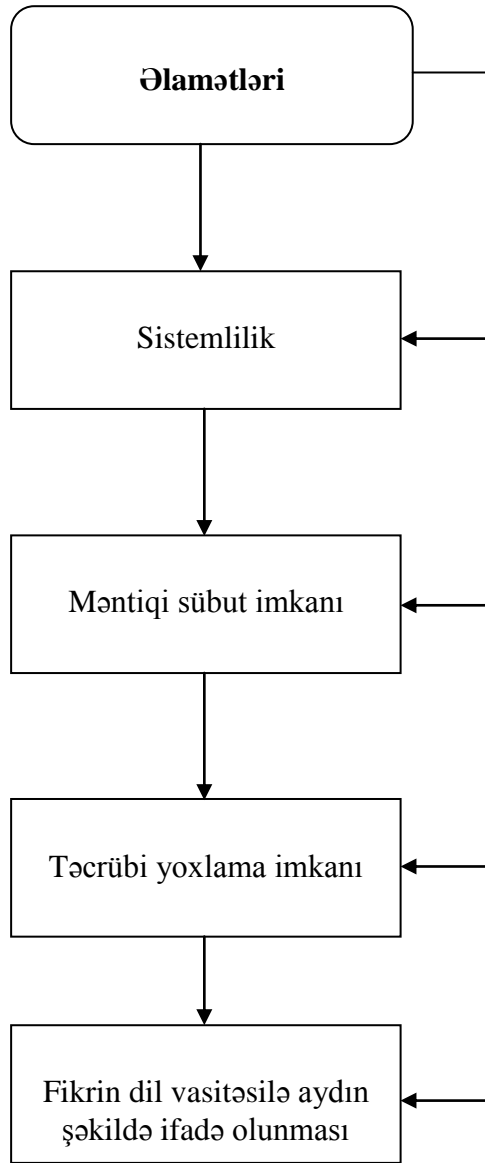 Əlamətləri
Sistemlilik
Məntiqi sübut imkanı
Təcrübi yoxlama imkanı
Fikrin dil vasitəsilə aydın
şəkildə ifadə olunması